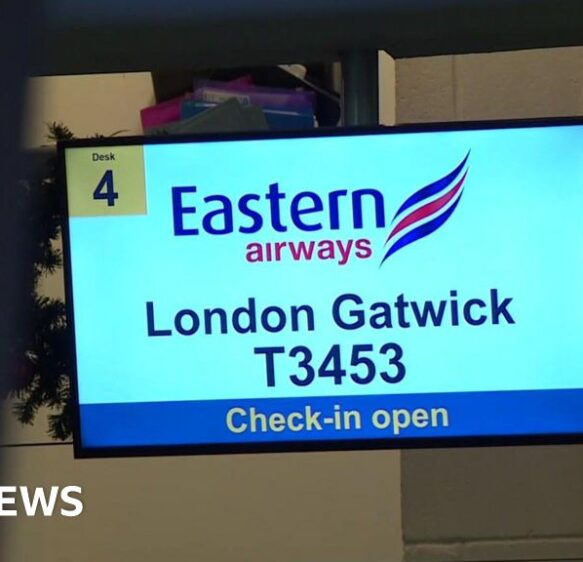 Desk
4
Eastern
airways
London Gatwick
T3453
Check-in open
EWS